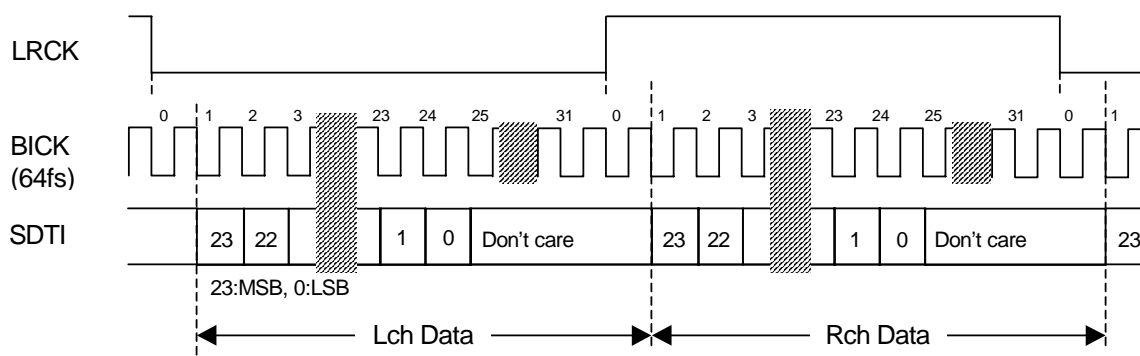 LRCK
0 1 2 3 23 24 25 31 0 1 2 3 23 24 25 31 0 1
BICK
(64fs)
SDTI 23 22 1 0 Don't care 23 22 1 0 Don't care 23
23:MSB, 0:LSB
Lch Data Rch Data